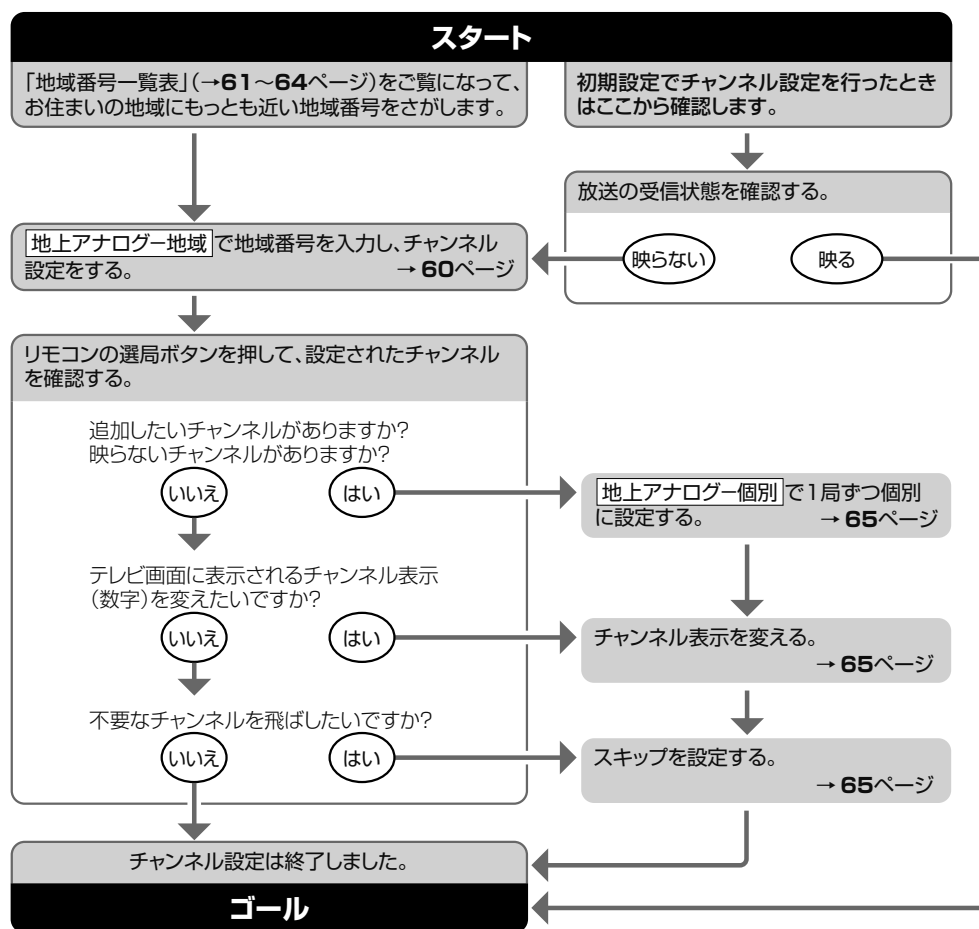 スタート
「地域番号一覧表」(→61～64ページ)をご覧になって、
お住まいの地域にもっとも近い地域番号をさがします。
初期設定でチャンネル設定を行ったとき
はここから確認します。
放送の受信状態を確認する。
映らない
映る
地上アナログー地域 で地域番号を入力し、チャンネル
設定をする。 → 60ページ
リモコンの選局ボタンを押して、設定されたチャンネル
を確認する。
追加したいチャンネルがありますか?
映らないチャンネルがありますか?
いいえ
はい
地上アナログー個別 で1局ずつ個別
に設定する。 → 65ページ
テレビ画面に表示されるチャンネル表示
(数字)を変えたいですか?
いいえ
はい
チャンネル表示を変える。
→ 65ページ
不要なチャンネルを飛ばしたいですか?
いいえ
はい
スキップを設定する。
→ 65ページ
チャンネル設定は終了しました。
ゴール